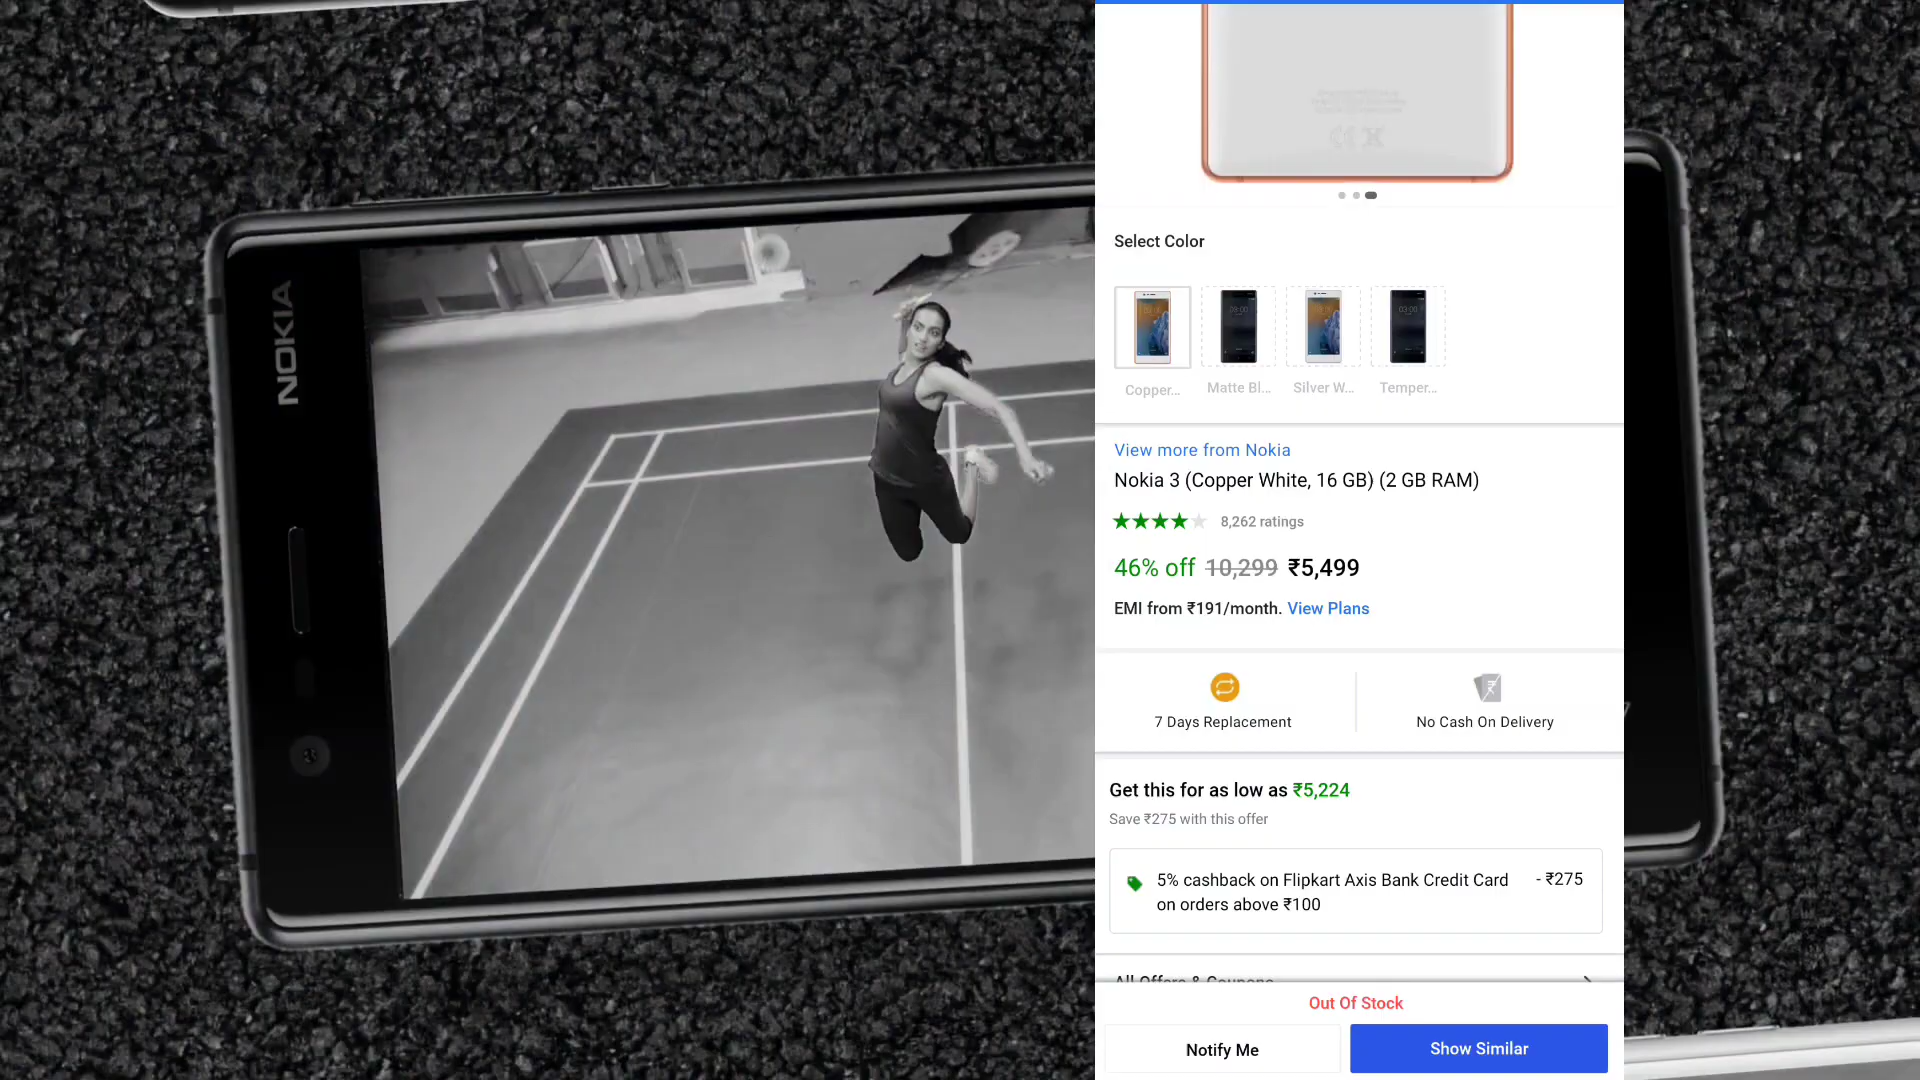 NOKIA
Select Color
Copper...
Matte Bl...
Silver W...
Temper...
View more from Nokia
Nokia 3 (Copper White, 16 GB) (2 GB RAM)
8,262 ratings
46% off 10,299 ₹5,499
EMI from ₹191/month. View Plans
7 Days Replacement
No Cash On Delivery
Get this for as low as ₹5,224
Save ₹275 with this offer
5% cashback on Flipkart Axis Bank Credit Card - ₹275
on orders above ₹100
All Offers & Coupons
Out Of Stock
Notify Me
Show Similar